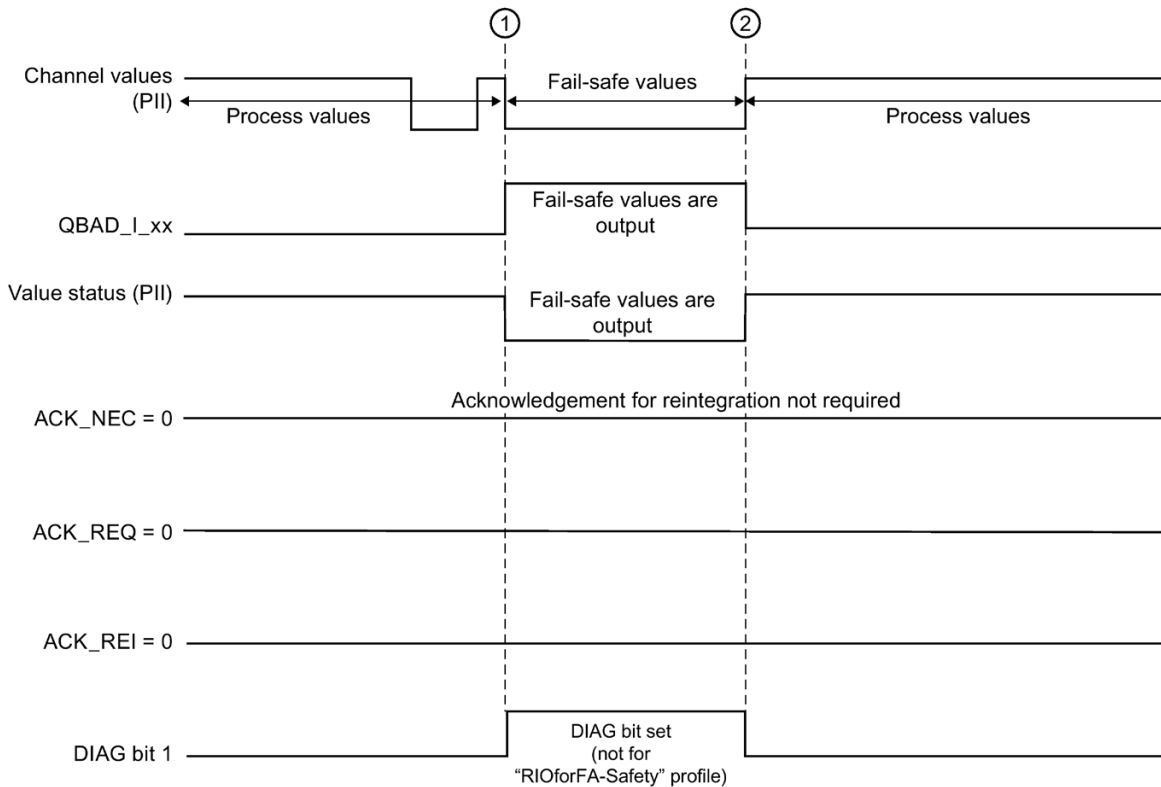 ① ②
Channel values
(PII)
Fail-safe values
Process values
Process values
QBAD_I_xx
Fail-safe values are
output
Value status (PII)
Fail-safe values are
output
Acknowledgement for reintegration not required
ACK_NEC = 0
ACK_REQ = 0
ACK_REI = 0
DIAG bit 1
DIAG bit set
(not for
“RIOforFA-Safety” profile)